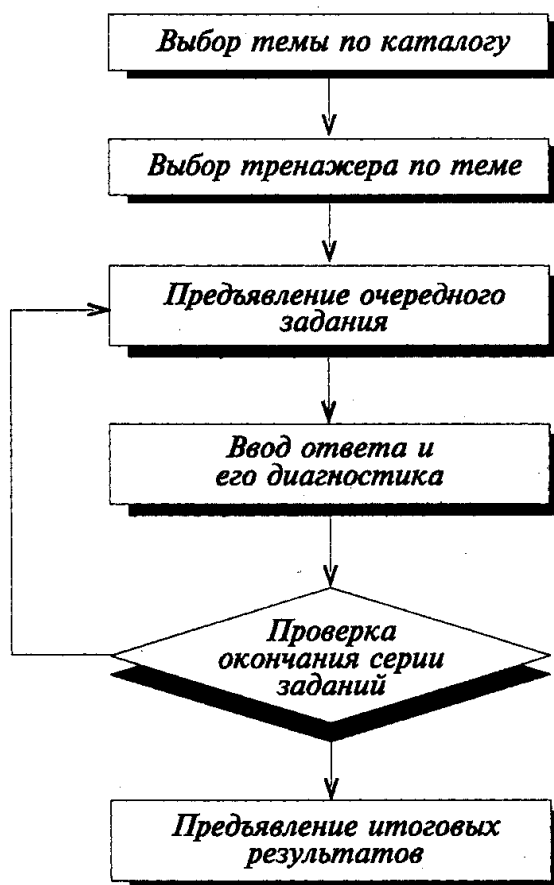 Выбор темы по каталогу
Выбор тренажера по теме
Предъявление очередного
задания
Ввод ответа и
его диагностика
Проверка
окончания серии
заданий
Предъявление итоговых
результатов